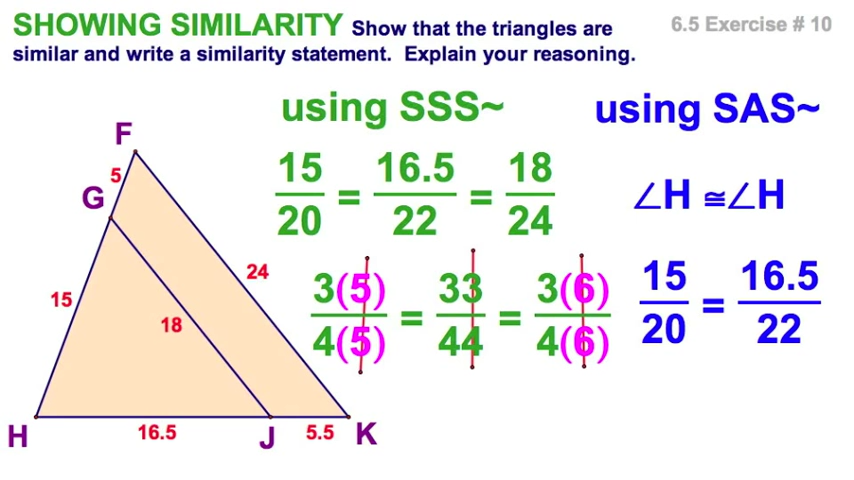 SHOWING SIMILARITY Show that the triangles are
similar and write a similarity statement. Explain your reasoning.
6.5 Exercise # 10
using SSS~
15/20 = 16.5/22 = 18/24
3(5)/4(5) = 33/44 = 3(6)/4(6)
using SAS~
∠H ≅ ∠H
15/20 = 16.5/22
F
5
G
24
15
18
H
16.5
J
5.5
K